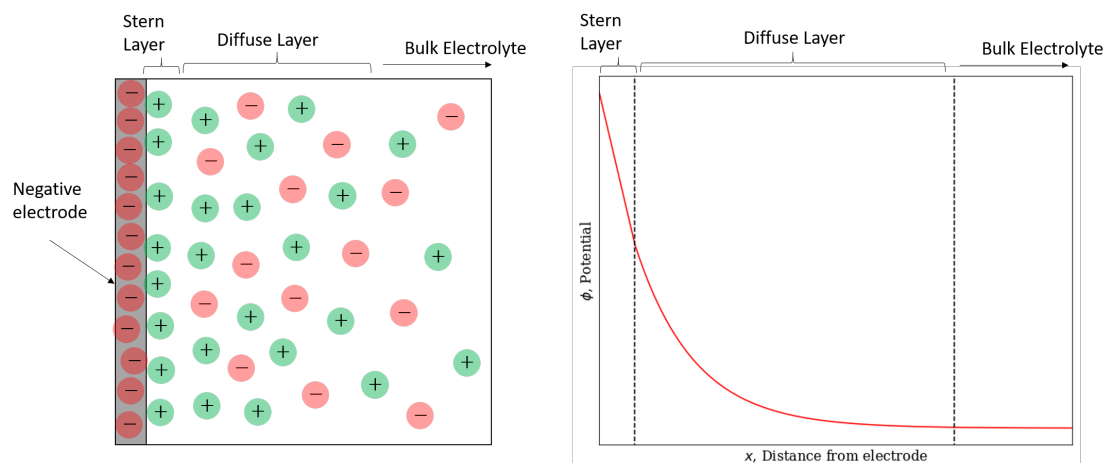 Stern
Layer
Diffuse Layer
Bulk Electrolyte
Negative
electrode
Stern
Layer
Diffuse Layer
Bulk Electrolyte
ϕ, Potential
x, Distance from electrode